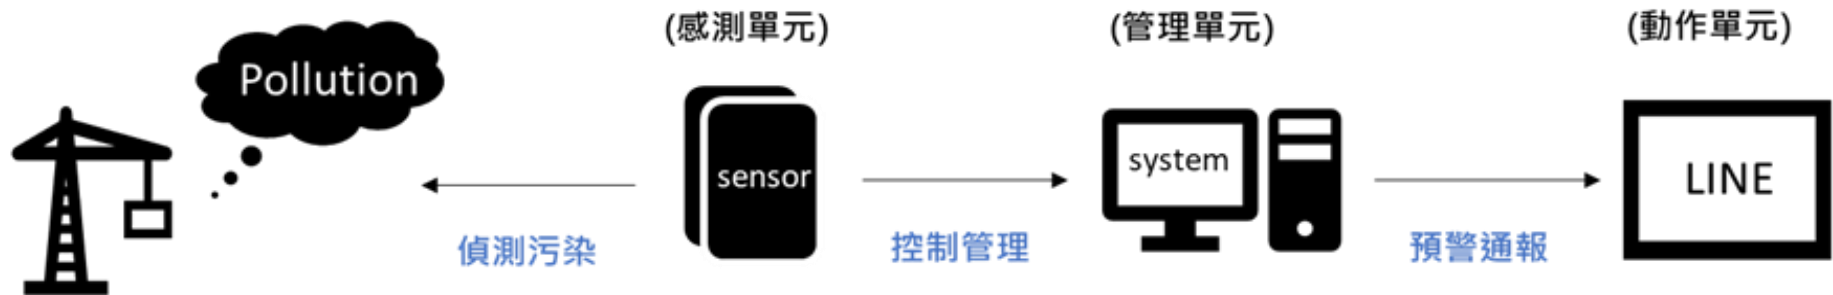 (感測單元)
(管理單元)
(動作單元)
Pollution
sensor
system
LINE
偵測污染
控制管理
預警通報